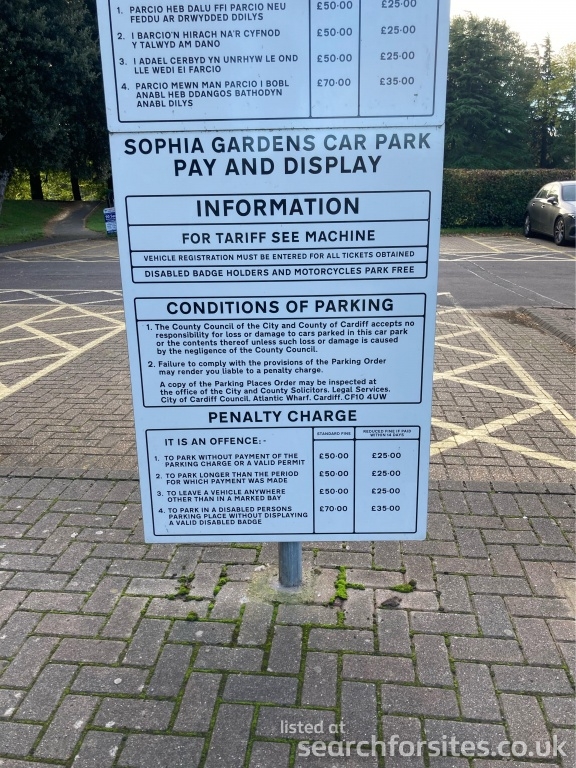 1. PARCIO HEB DALU FFI PARCIO NEU £50·00 £25·00
FEDDU AR DRWYDDED DDILYS
2. I BARCIO'N HIRACH NA'R CYFNOD £50·00 £25·00
Y TALWYD AM DANO
3. I ADAEL CERBYD YN UNRHYW LE OND £50·00 £25·00
LLE WEDI EI FARCIO
4. PARCIO MEWN MAN PARCIO I BOBL £70·00 £35·00
ANABL HEB DDANGOS BATHODYN
ANABL DILYS
SOPHIA GARDENS CAR PARK
PAY AND DISPLAY
INFORMATION
FOR TARIFF SEE MACHINE
VEHICLE REGISTRATION MUST BE ENTERED FOR ALL TICKETS OBTAINED
DISABLED BADGE HOLDERS AND MOTORCYCLES PARK FREE
CONDITIONS OF PARKING
1. The County Council of the City and County of Cardiff accepts no
responsibility for loss or damage to cars parked in this car park
or the contents thereof unless such loss or damage is caused
by the negligence of the County Council.
2. Failure to comply with the provisions of the Parking Order
may render you liable to a penalty charge.
A copy of the Parking Places Order may be inspected at
the office of the City and County Solicitors. Legal Services.
City of Cardiff Council, Atlantic Wharf. Cardiff. CF10 4UW
PENALTY CHARGE
IT IS AN OFFENCE:- STANDARD FINE REDUCED FINE IF PAID
WITHIN 14 DAYS
1. TO PARK WITHOUT PAYMENT OF THE £50·00 £25·00
PARKING CHARGE OR A VALID PERMIT
2. TO PARK LONGER THAN THE PERIOD £50·00 £25·00
FOR WHICH PAYMENT WAS MADE
3. TO LEAVE A VEHICLE ANYWHERE £50·00 £25·00
OTHER THAN IN A MARKED BAY
4. TO PARK IN A DISABLED PERSONS £70·00 £35·00
PARKING PLACE WITHOUT DISPLAYING
A VALID DISABLED BADGE
listed at
searchforsites.co.uk